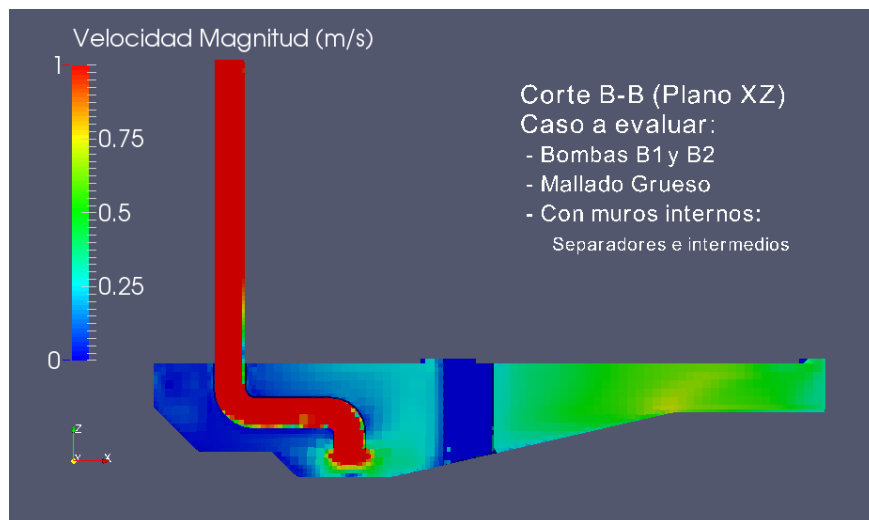 Velocidad Magnitud (m/s)
1
0.75
0.5
0.25
0
Corte B-B (Plano XZ)
Caso a evaluar:
- Bombas B1 y B2
- Mallado Grueso
- Con muros internos:
Separadores e intermedios
Z
Y
X